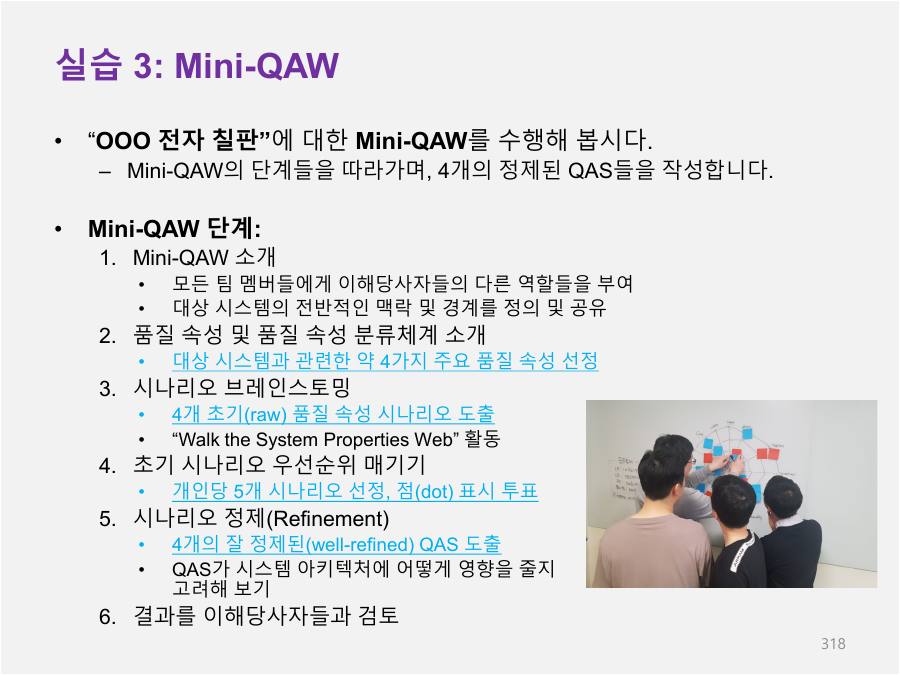 실습 3: Mini-QAW
• “OOO 전자 칠판”에 대한 Mini-QAW를 수행해 봅시다.
– Mini-QAW의 단계들을 따라가며, 4개의 정제된 QAS들을 작성합니다.
• Mini-QAW 단계:
1. Mini-QAW 소개
• 모든 팀 멤버들에게 이해당사자들의 다른 역할들을 부여
• 대상 시스템의 전반적인 맥락 및 경계를 정의 및 공유
2. 품질 속성 및 품질 속성 분류체계 소개
• 대상 시스템과 관련한 약 4가지 주요 품질 속성 선정
3. 시나리오 브레인스토밍
• 4개 초기(raw) 품질 속성 시나리오 도출
• “Walk the System Properties Web” 활동
4. 초기 시나리오 우선순위 매기기
• 개인당 5개 시나리오 선정, 점(dot) 표시 투표
5. 시나리오 정제(Refinement)
• 4개의 잘 정제된(well-refined) QAS 도출
• QAS가 시스템 아키텍처에 어떻게 영향을 줄지
고려해 보기
6. 결과를 이해당사자들과 검토
318